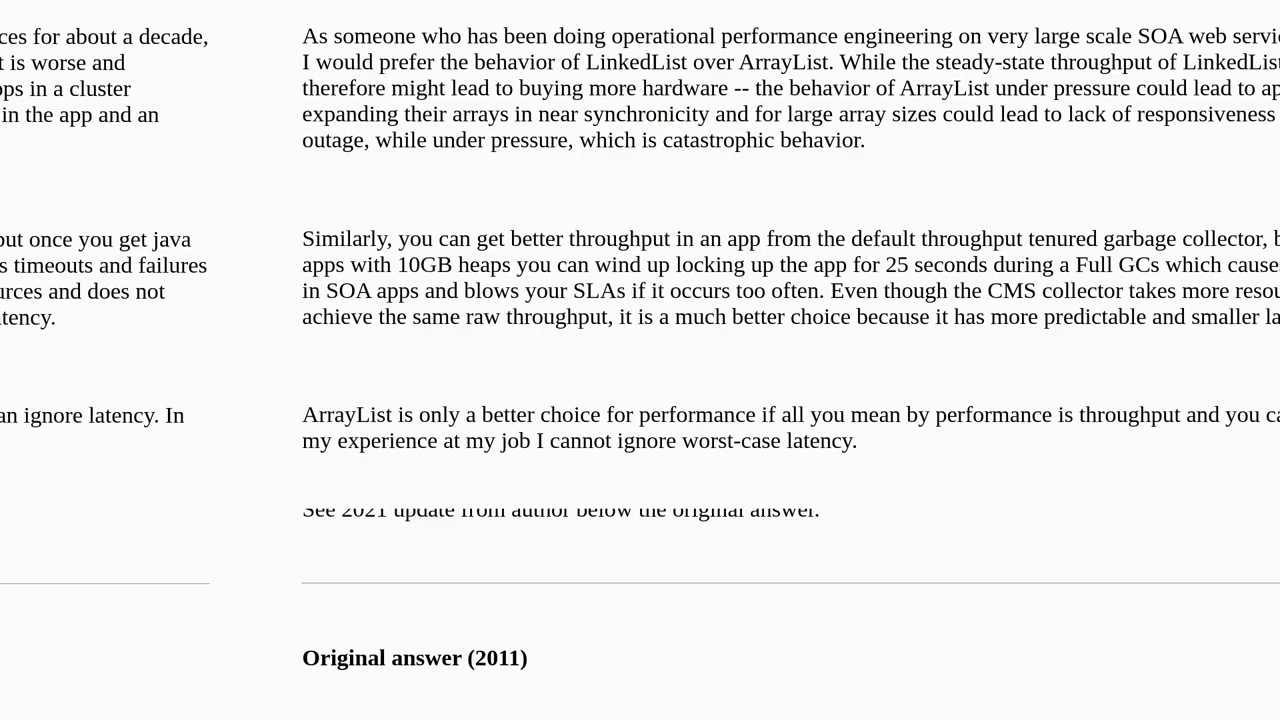 ces for about a decade,
t is worse and
ps in a cluster
in the app and an
out once you get java
s timeouts and failures
urces and does not
tency.
an ignore latency. In
As someone who has been doing operational performance engineering on very large scale SOA web servic
I would prefer the behavior of LinkedList over ArrayList. While the steady-state throughput of LinkedList
therefore might lead to buying more hardware -- the behavior of ArrayList under pressure could lead to ap
expanding their arrays in near synchronicity and for large array sizes could lead to lack of responsiveness
outage, while under pressure, which is catastrophic behavior.
Similarly, you can get better throughput in an app from the default throughput tenured garbage collector, b
apps with 10GB heaps you can wind up locking up the app for 25 seconds during a Full GCs which causes
in SOA apps and blows your SLAs if it occurs too often. Even though the CMS collector takes more resou
achieve the same raw throughput, it is a much better choice because it has more predictable and smaller la
ArrayList is only a better choice for performance if all you mean by performance is throughput and you ca
my experience at my job I cannot ignore worst-case latency.
See 2021 update from author below the original answer.
Original answer (2011)